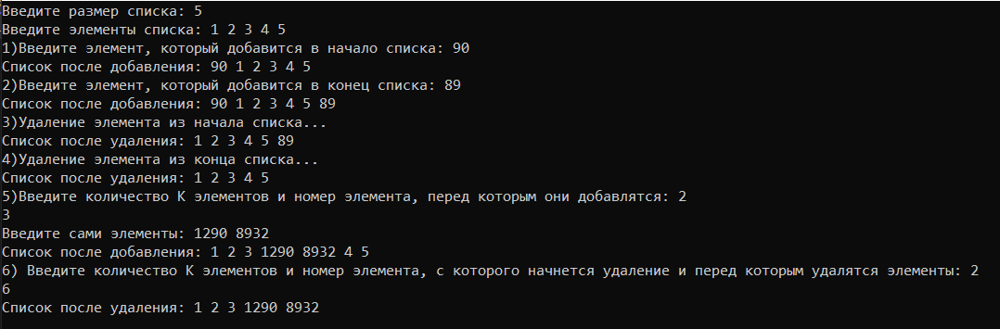 Введите размер списка: 5
Введите элементы списка: 1 2 3 4 5
1)Введите элемент, который добавится в начало списка: 90
Список после добавления: 90 1 2 3 4 5
2)Введите элемент, который добавится в конец списка: 89
Список после добавления: 90 1 2 3 4 5 89
3)Удаление элемента из начала списка...
Список после удаления: 1 2 3 4 5 89
4)Удаление элемента из конца списка...
Список после удаления: 1 2 3 4 5
5)Введите количество K элементов и номер элемента, перед которым они добавлятся: 2
3
Введите сами элементы: 1290 8932
Список после добавления: 1 2 3 1290 8932 4 5
6) Введите количество K элементов и номер элемента, с которого начнется удаление и перед которым удалятся элементы: 2
6
Список после удаления: 1 2 3 1290 8932